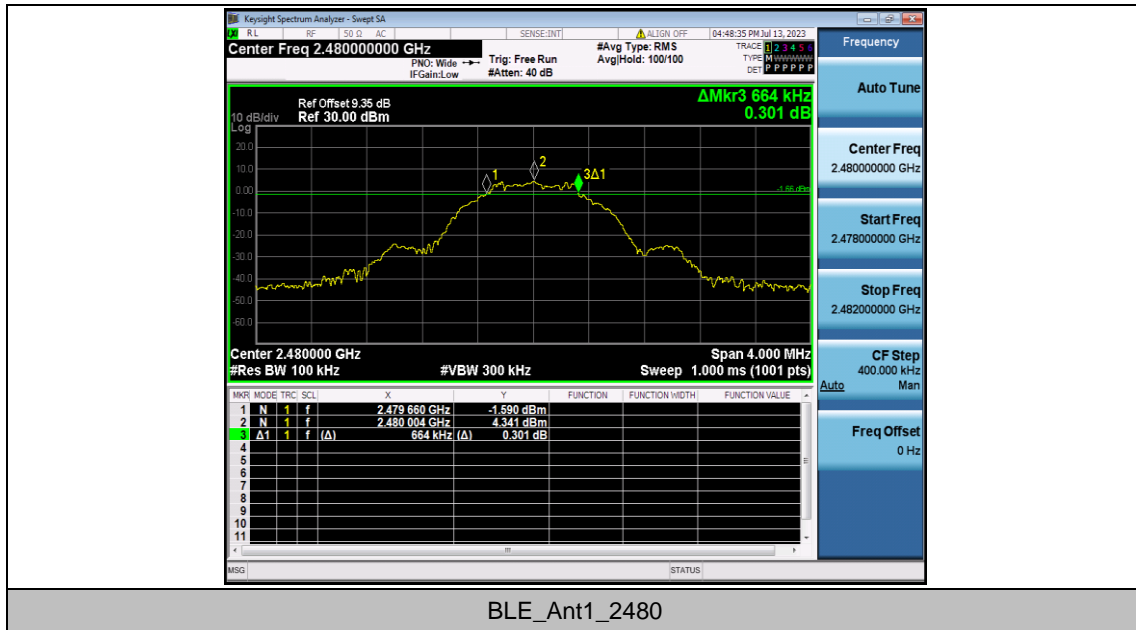 Keysight Spectrum Analyzer - Swept SA
RL RF 50 Ω AC SENSE:INT ALIGN OFF 04:48:35 PM Jul 13, 2023
Center Freq 2.480000000 GHz
PNO: Wide
IFGain:Low
Trig: Free Run
#Atten: 40 dB
#Avg Type: RMS
Avg|Hold: 100/100
TRACE 1 2 3 4 5 6
TYPE M WWWWW
DET P P P P P P
Frequency
Auto Tune
Center Freq
2.480000000 GHz
Start Freq
2.478000000 GHz
Stop Freq
2.482000000 GHz
CF Step
400.000 kHz
Auto Man
Freq Offset
0 Hz
ΔMkr3 664 kHz
0.301 dB
Ref Offset 9.35 dB
10 dB/div Ref 30.00 dBm
Log
20.0
10.0
0.00
-10.0
-20.0
-30.0
-40.0
-50.0
-60.0
1
2
3Δ1
-1.66 dBm
Center 2.480000 GHz Span 4.000 MHz
#Res BW 100 kHz #VBW 300 kHz Sweep 1.000 ms (1001 pts)
MKR MODE TRC SCL X Y FUNCTION FUNCTION WIDTH FUNCTION VALUE
1 N 1 f 2.479 660 GHz -1.590 dBm
2 N 1 f 2.480 004 GHz 4.341 dBm
3 Δ1 1 f (Δ) 664 kHz (Δ) 0.301 dB
4
5
6
7
8
9
10
11
MSG STATUS
BLE_Ant1_2480